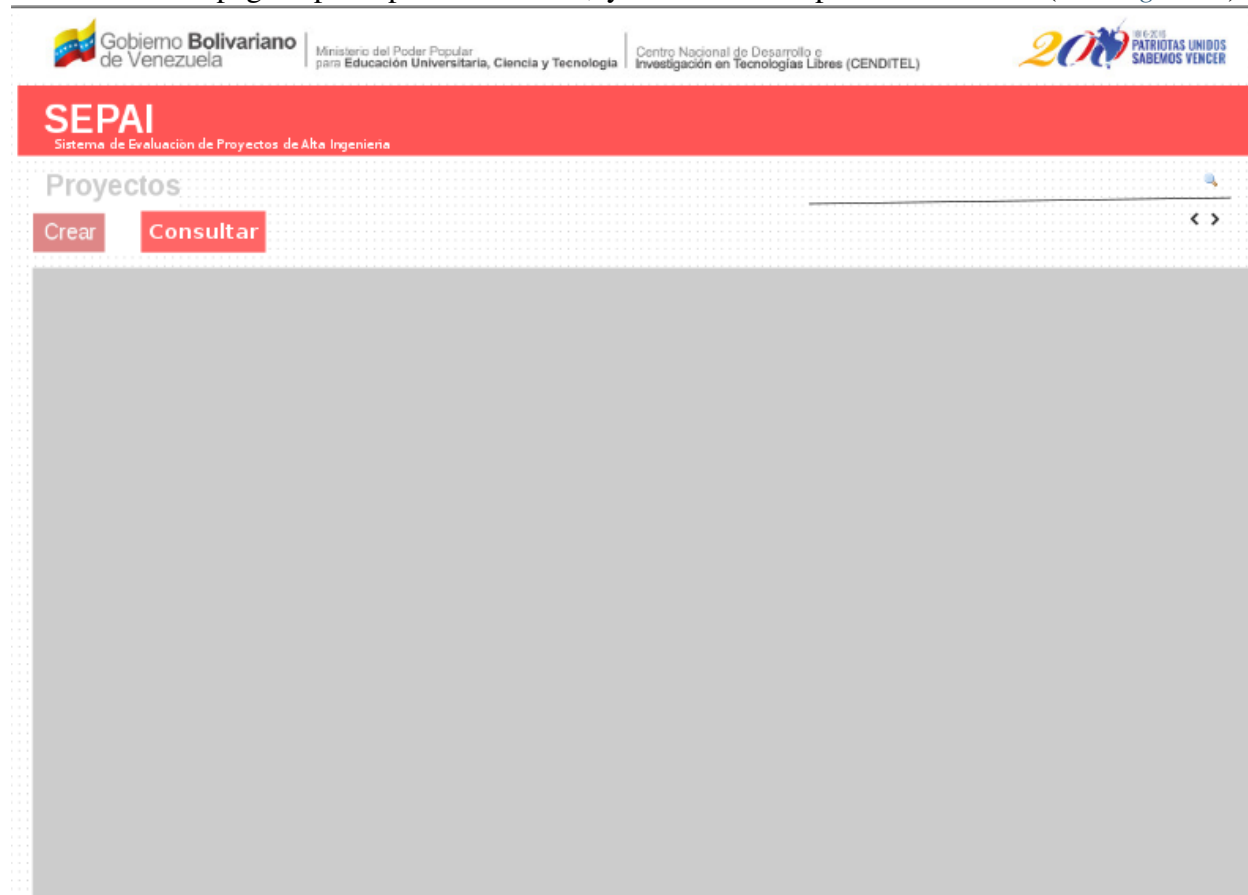 Gobierno Bolivariano
de Venezuela
Ministerio del Poder Popular
para Educación Universitaria, Ciencia y Tecnología
Centro Nacional de Desarrollo e
Investigación en Tecnologías Libres (CENDITEL)
200
PATRIOTAS UNIDOS
SABEMOS VENCER
SEPAI
Sistema de Evaluación de Proyectos de Alta Ingeniería
Proyectos
Crear
Consultar